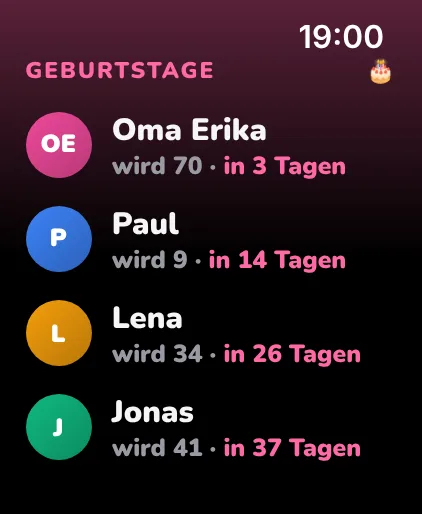 19:00
GEBURTSTAGE 🎂
OE
Oma Erika
wird 70 · in 3 Tagen
P
Paul
wird 9 · in 14 Tagen
L
Lena
wird 34 · in 26 Tagen
J
Jonas
wird 41 · in 37 Tagen